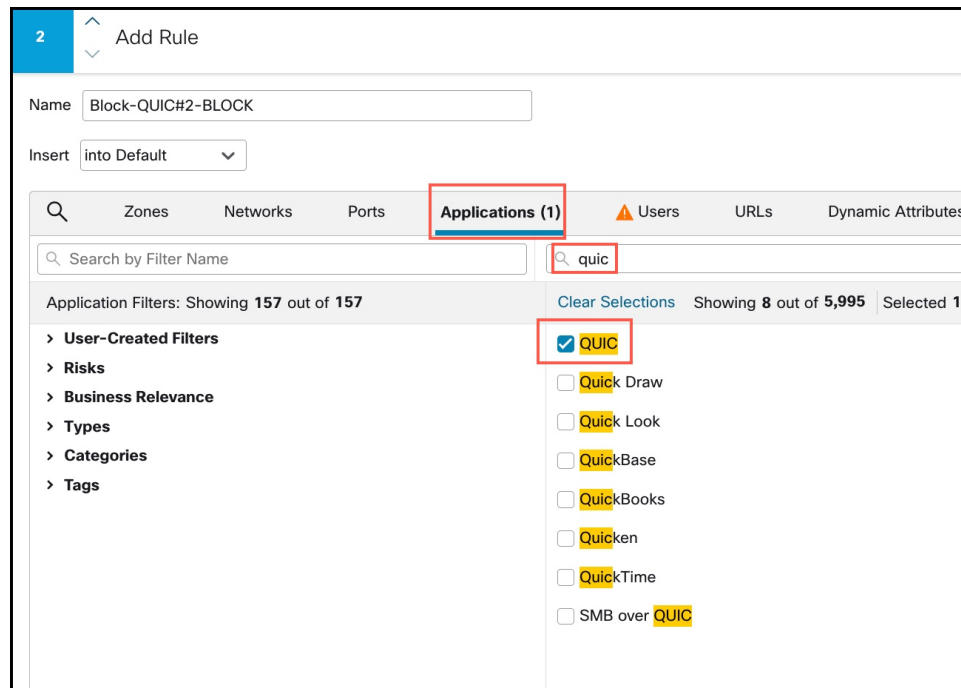 2
Add Rule
Name Block-QUIC#2-BLOCK
Insert into Default
Zones Networks Ports Applications (1) Users URLs Dynamic Attributes
Search by Filter Name
quic
Application Filters: Showing 157 out of 157
Clear Selections Showing 8 out of 5,995 Selected 1
User-Created Filters
Risks
Business Relevance
Types
Categories
Tags
QUIC
Quick Draw
Quick Look
QuickBase
QuickBooks
Quicken
QuickTime
SMB over QUIC